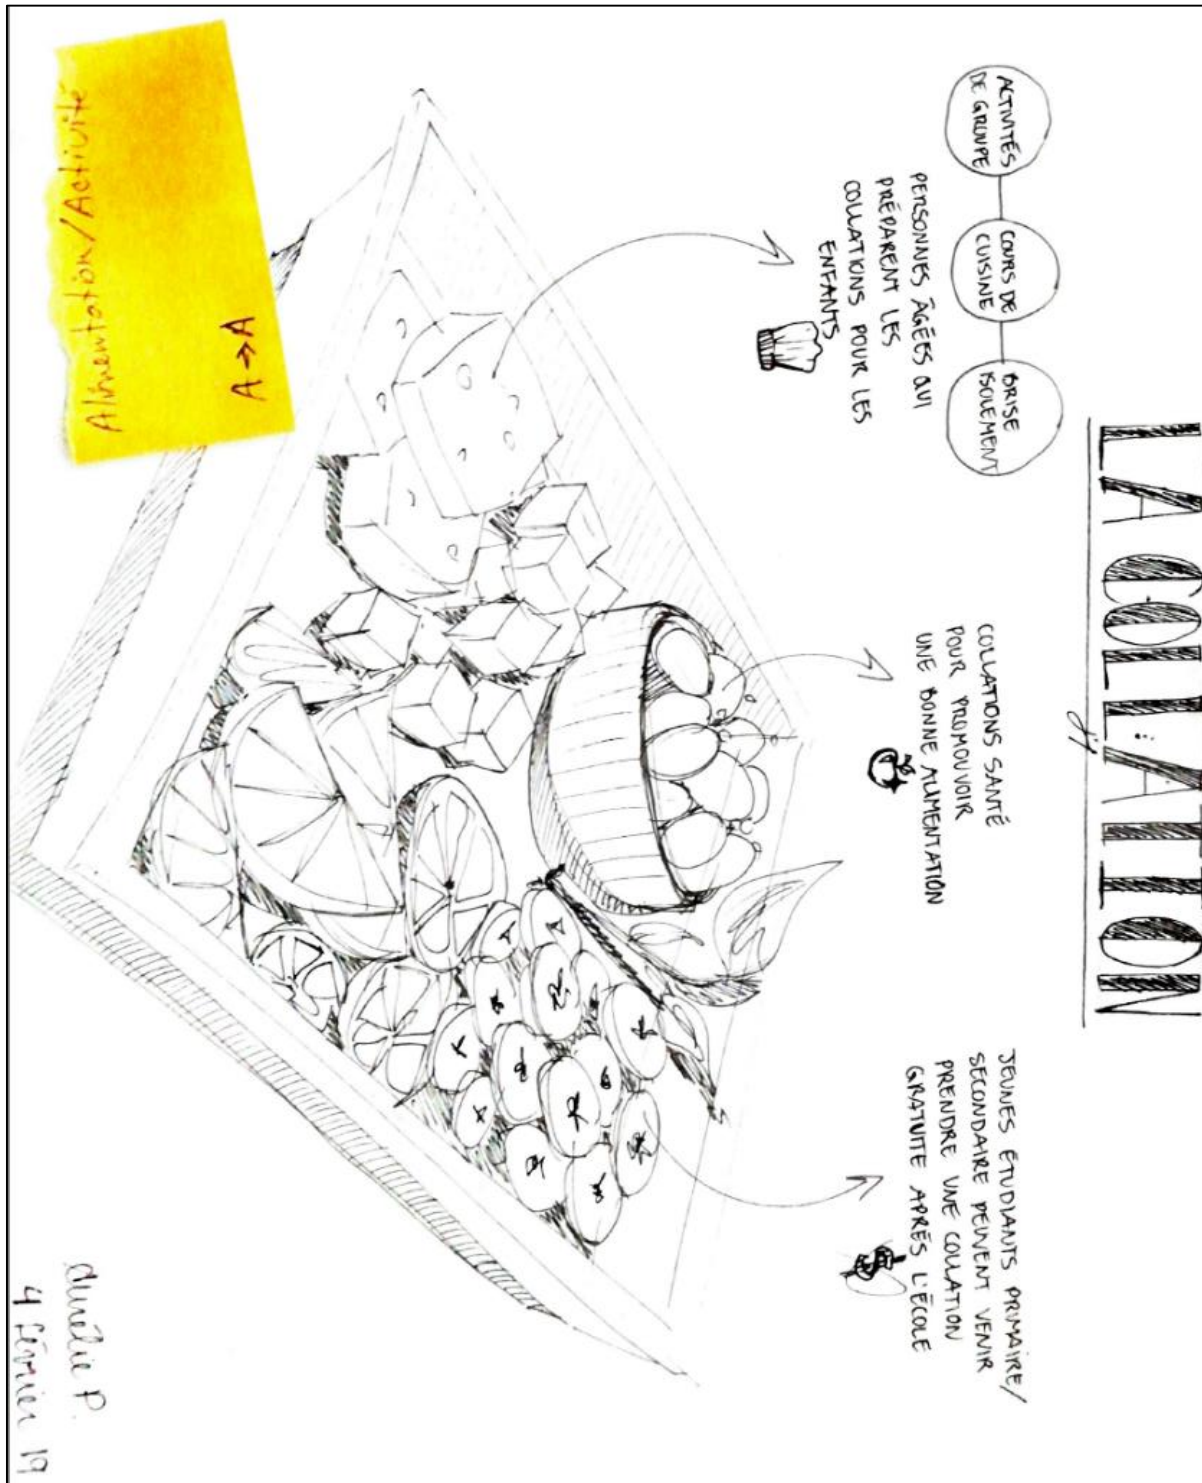 LA COLLATION
ACTIVITÉS
DE GROUPE
COURS DE
CUISINE
BRISE
ISOLEMENT
PERSONNES ÂGÉES QUI
PRÉPARENT LES
COLLATIONS POUR LES
ENFANTS
COLLATIONS SANTÉ
POUR PROMOUVOIR
UNE BONNE ALIMENTATION
JEUNES ÉTUDIANTS PRIMAIRE/
SECONDAIRE PEUVENT VENIR
PRENDRE UNE COLLATION
GRATUITE APRÈS L'ÉCOLE
$
Alimentation/Activité
A→A
Aurélie P.
4 février 19